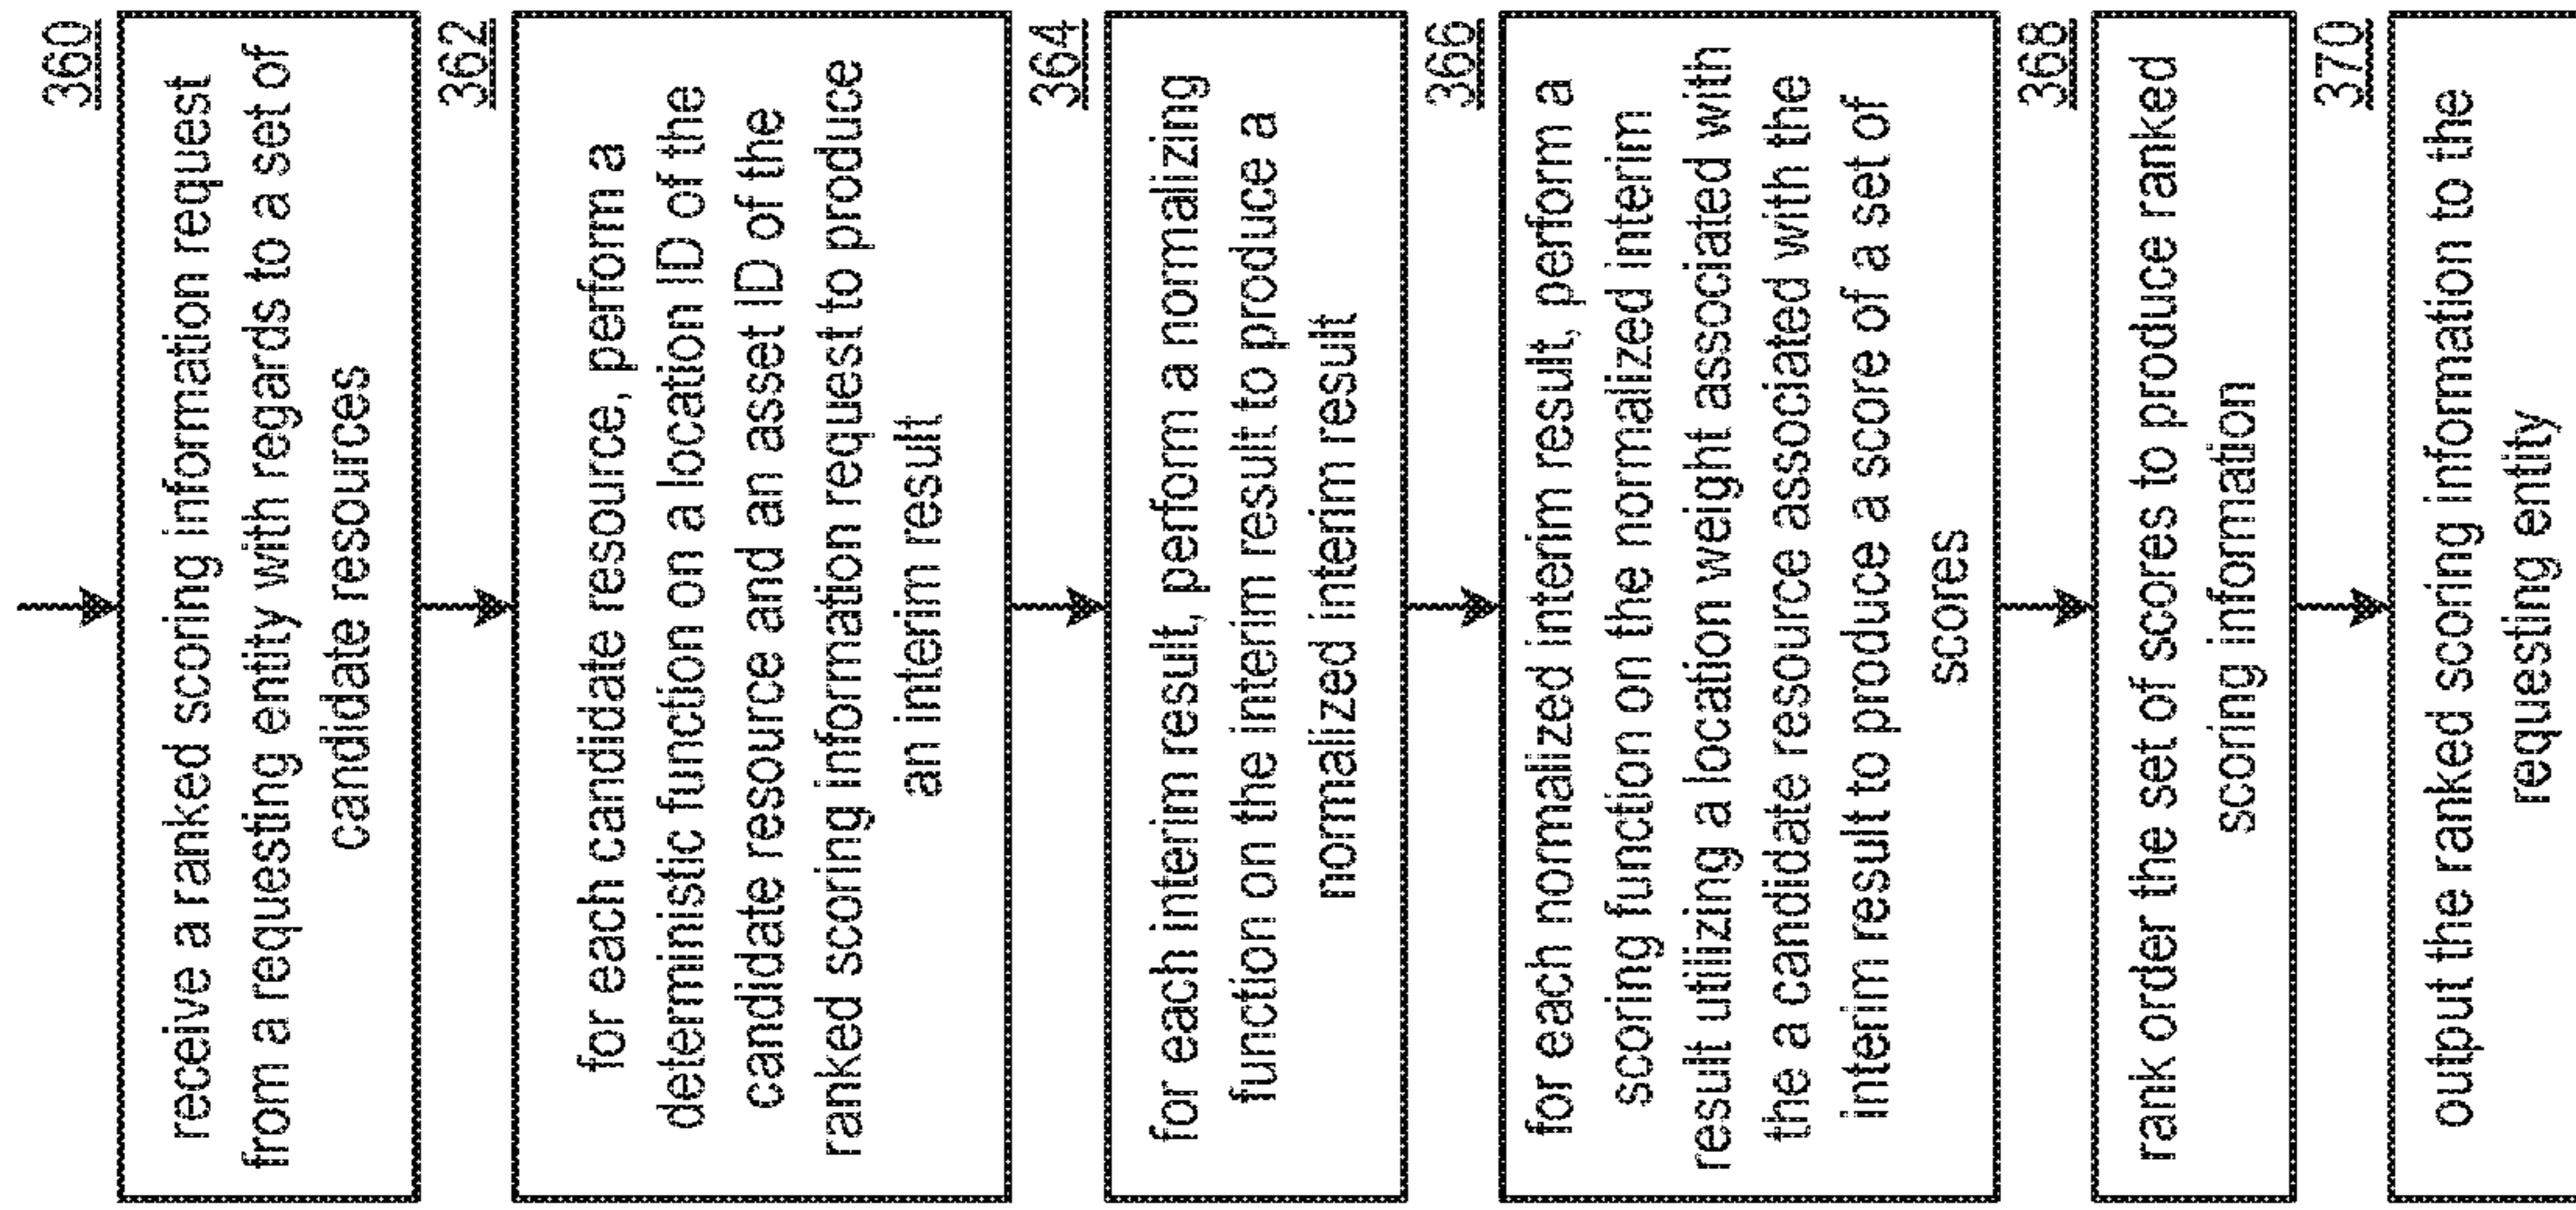 360
receive a ranked scoring information request
from a requesting entity with regards to a set of
candidate resources
362
for each candidate resource, perform a
deterministic function on a location ID of the
candidate resource and an asset ID of the
ranked scoring information request to produce
an interim result
364
for each interim result, perform a normalizing
function on the interim result to produce a
normalized interim result
366
for each normalized interim result, perform a
scoring function on the normalized interim
result utilizing a location weight associated with
the a candidate resource associated with the
interim result to produce a score of a set of
scores
368
rank order the set of scores to produce ranked
scoring information
370
output the ranked scoring information to the
requesting entity